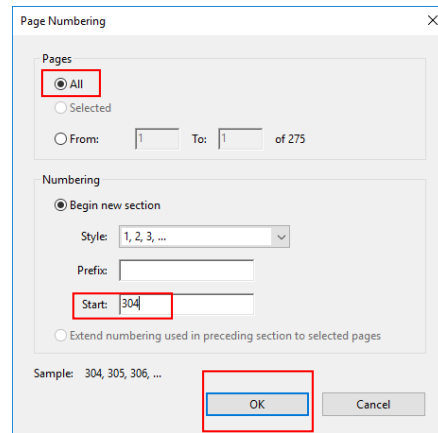 Page Numbering
Pages
All
Selected
From: 1 To: 1 of 275
Numbering
Begin new section
Style: 1, 2, 3, ...
Prefix:
Start: 304
Extend numbering used in preceding section to selected pages
Sample: 304, 305, 306, ...
OK Cancel